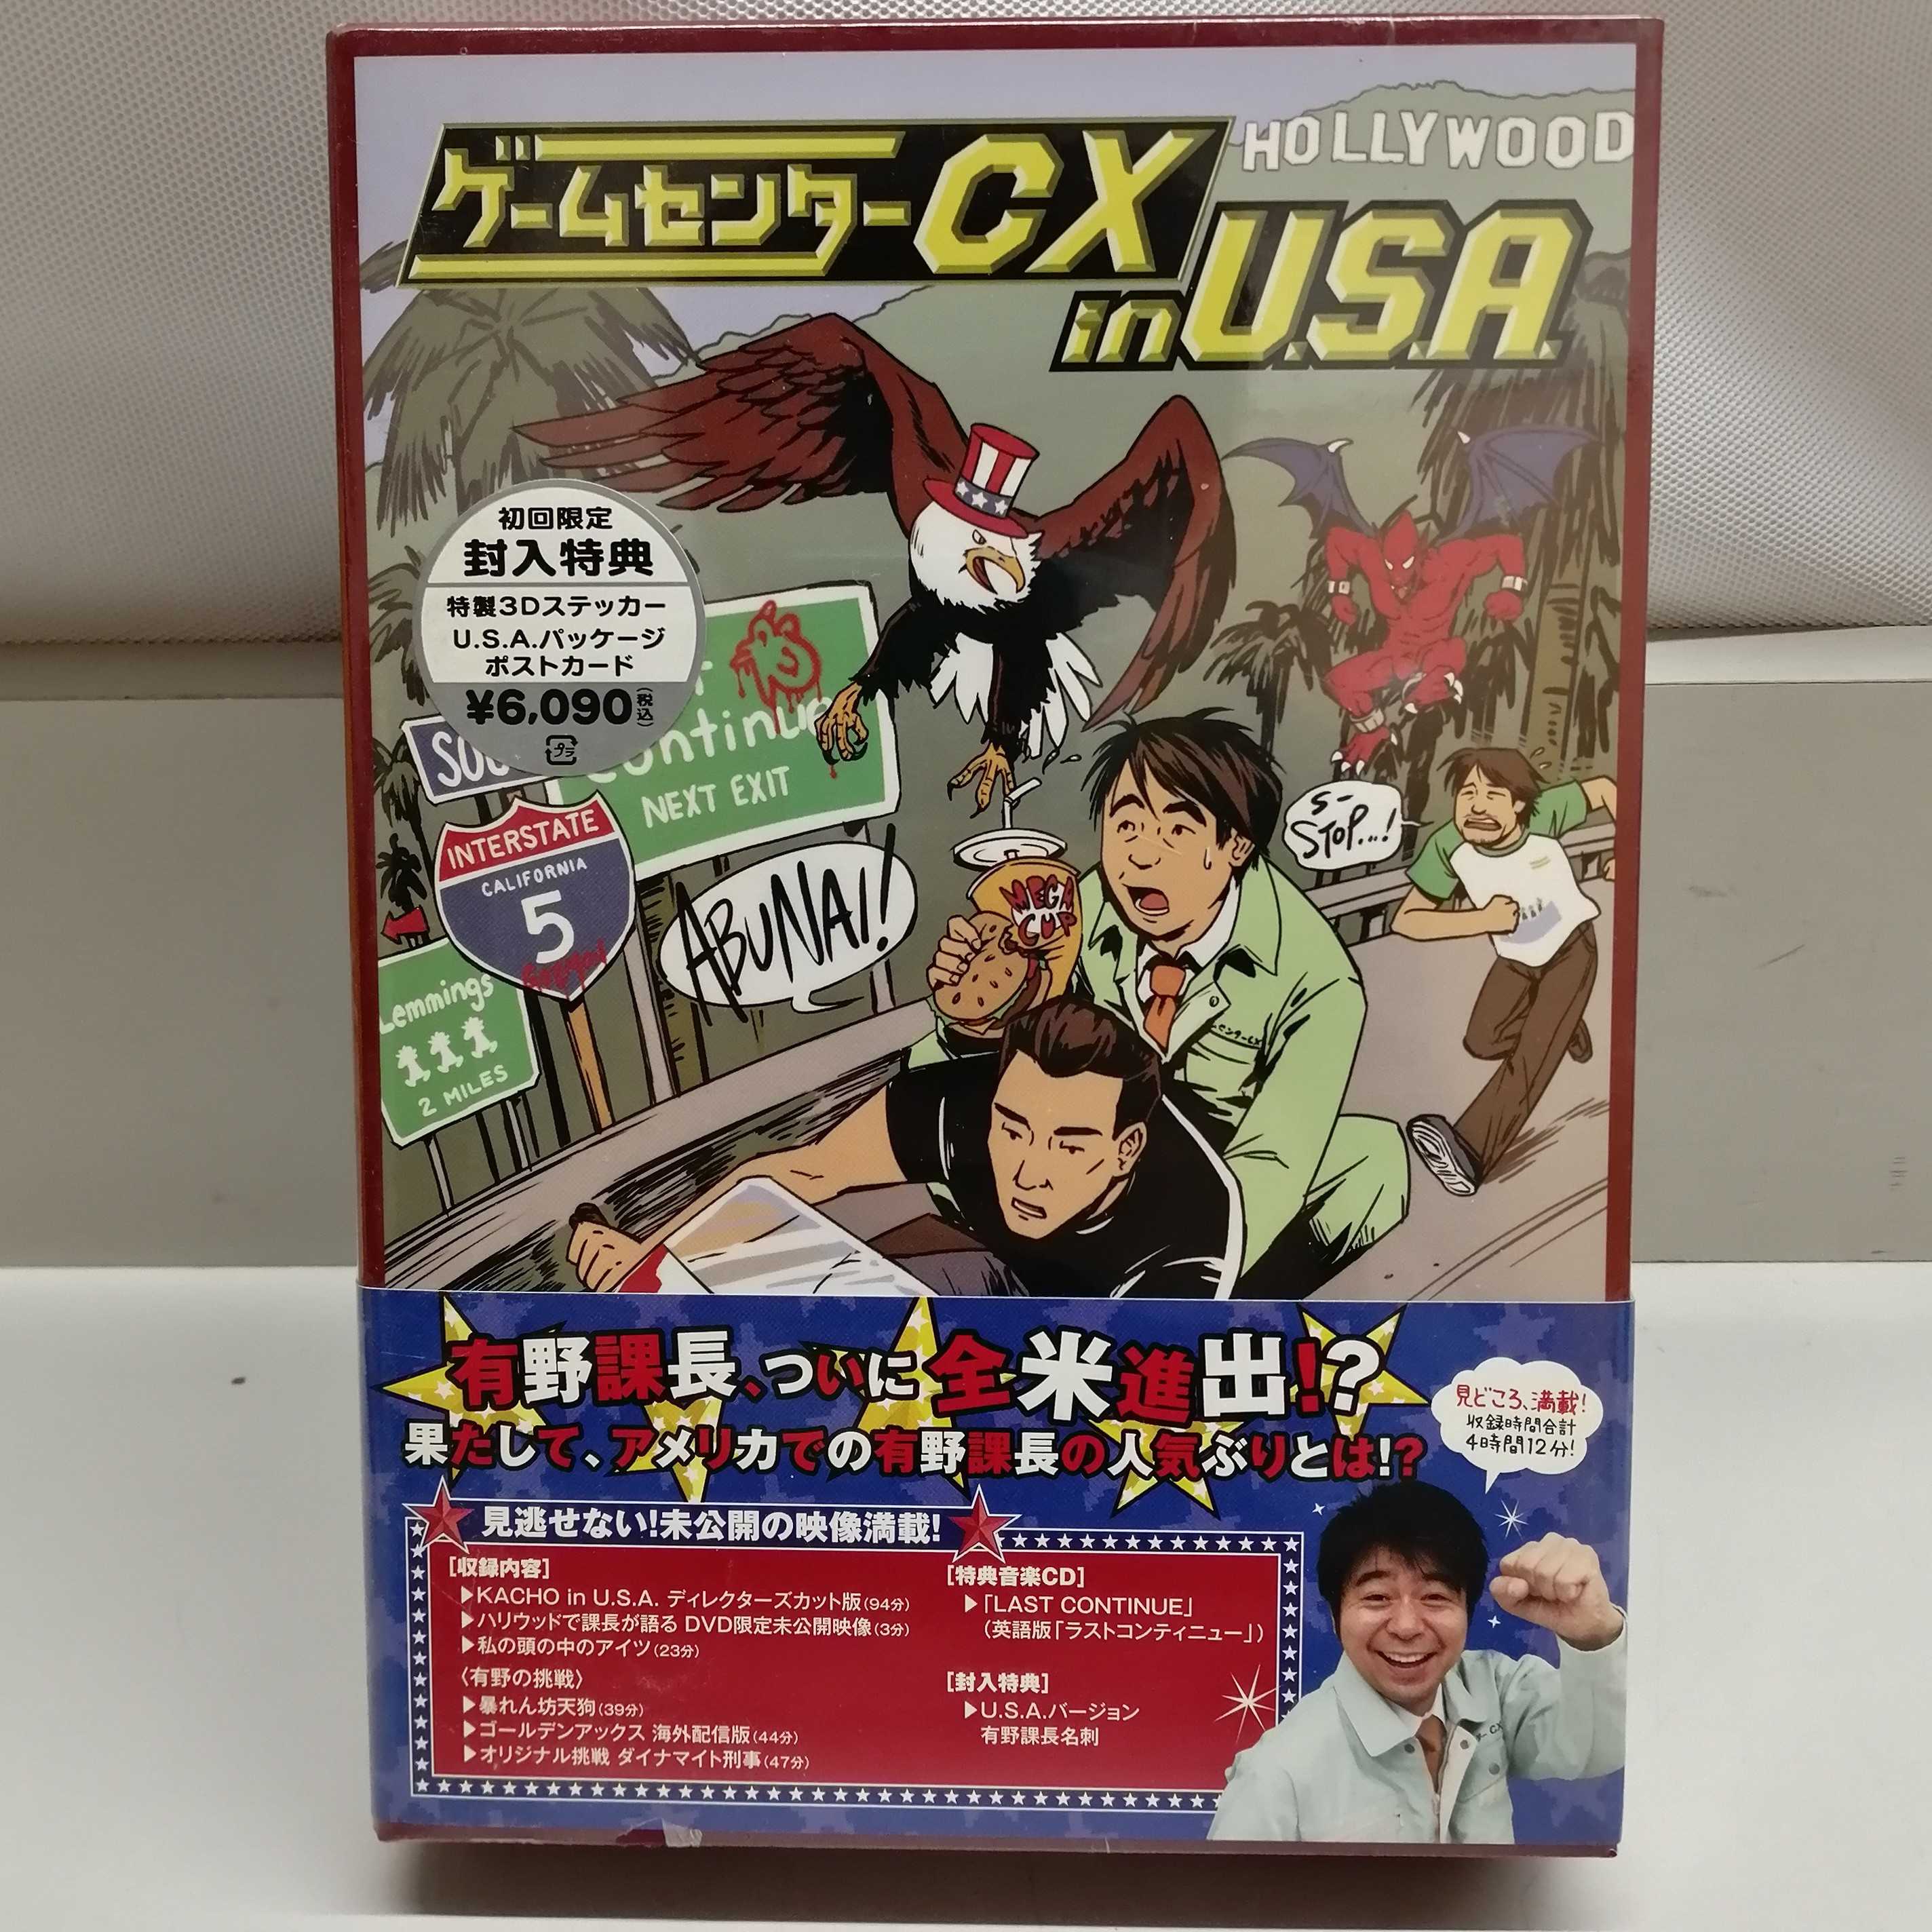 HOLLYWOOD
ゲームセンターCX
in U.S.A.
初回限定
封入特典
特製3Dステッカー
U.S.A.パッケージ
ポストカード
¥6,090(税込)
プラ
Continue
NEXT EXIT
INTERSTATE
CALIFORNIA
5
Lemmings
2 MILES
ABUNAI!
MEGA
CUP
S-
STOP...!
有野課長、ついに全米進出!?
果たして、アメリカでの有野課長の人気ぶりとは!?
見どころ、満載!
収録時間合計
4時間12分!
見逃せない!未公開の映像満載!
[収録内容]
▶KACHO in U.S.A. ディレクターズカット版(94分)
▶ハリウッドで課長が語る DVD限定未公開映像(3分)
▶私の頭の中のアイツ(23分)
〈有野の挑戦〉
▶暴れん坊天狗(39分)
▶ゴールデンアックス 海外配信版(44分)
▶オリジナル挑戦 ダイナマイト刑事(47分)
[特典音楽CD]
▶「LAST CONTINUE」
(英語版「ラストコンティニュー」)
[封入特典]
▶U.S.A.バージョン
有野課長名刺